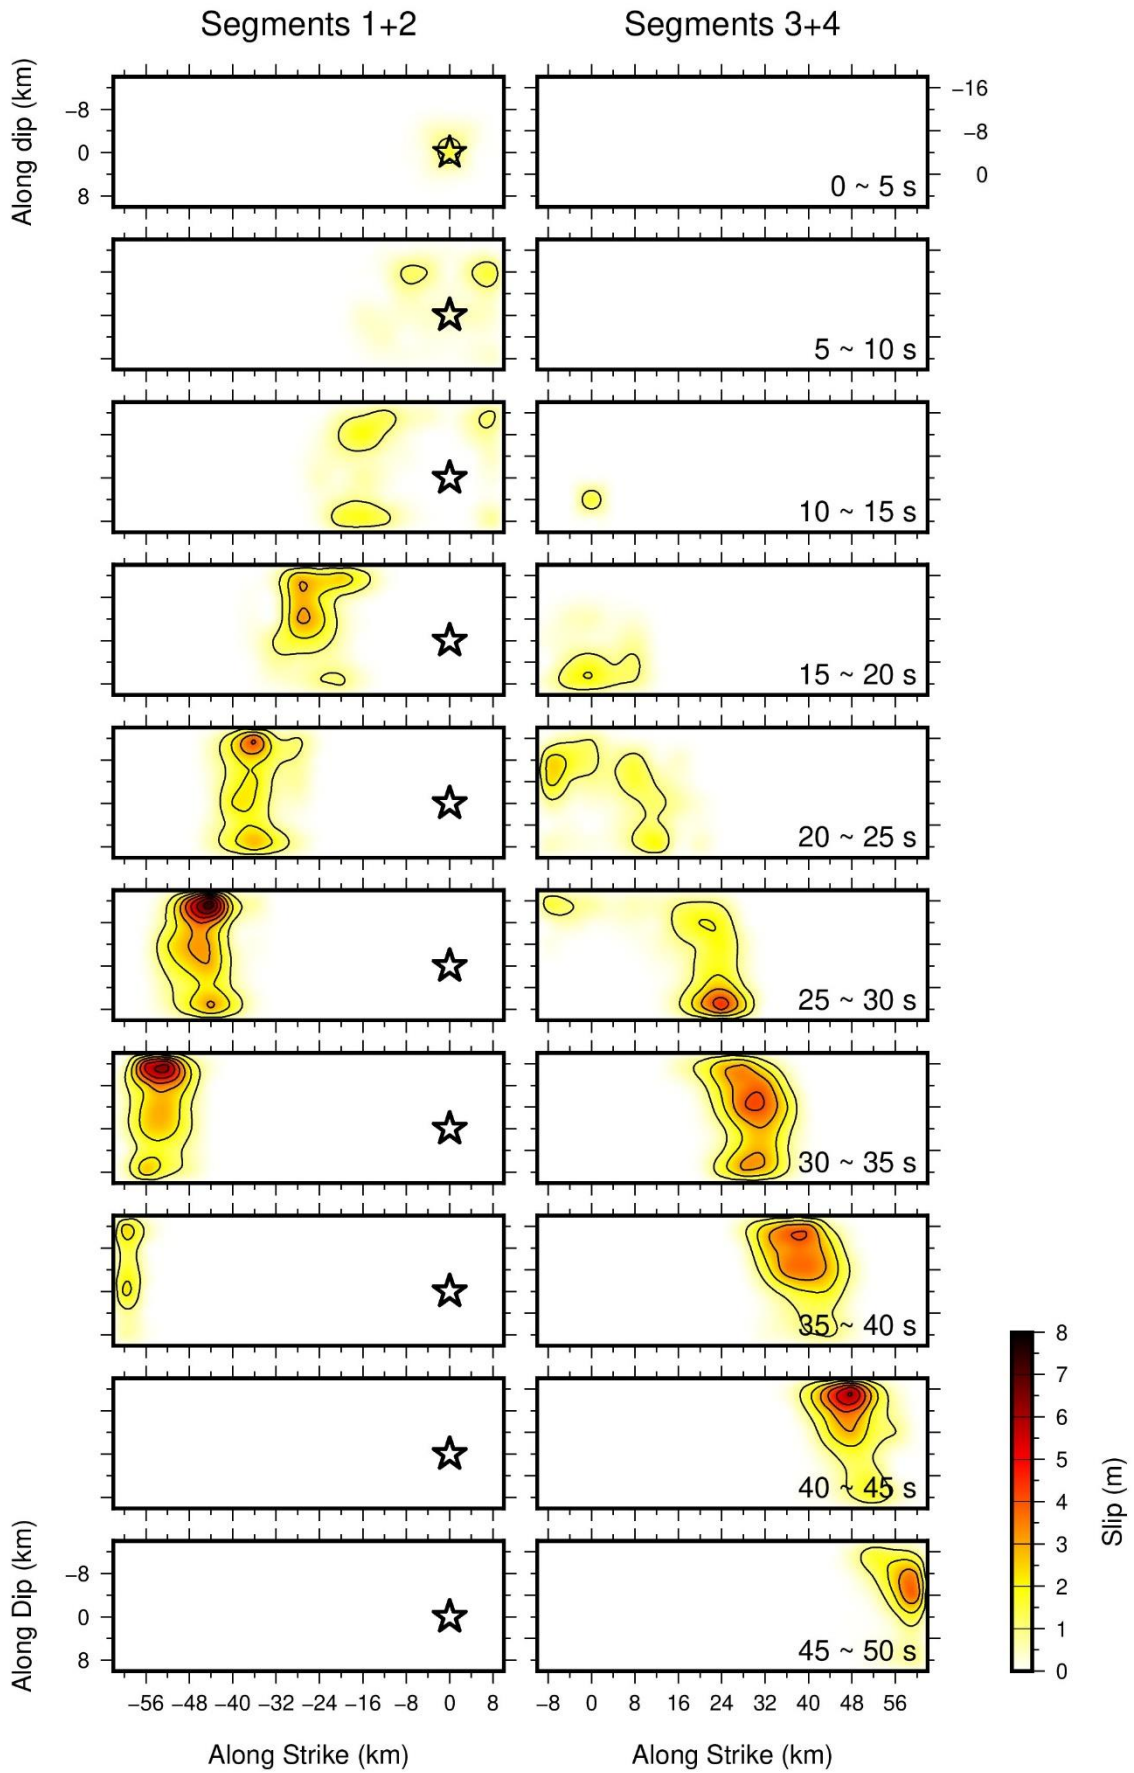 Segments 1+2 Segments 3+4
Along dip (km)
−8
0
8
−16
−8
0
0 ~ 5 s
5 ~ 10 s
10 ~ 15 s
15 ~ 20 s
20 ~ 25 s
25 ~ 30 s
30 ~ 35 s
35 ~ 40 s
40 ~ 45 s
45 ~ 50 s
Along Dip (km)
−8
0
8
−56 −48 −40 −32 −24 −16 −8 0 8
−8 0 8 16 24 32 40 48 56
Along Strike (km) Along Strike (km)
8
7
6
5
4
3
2
1
0
Slip (m)